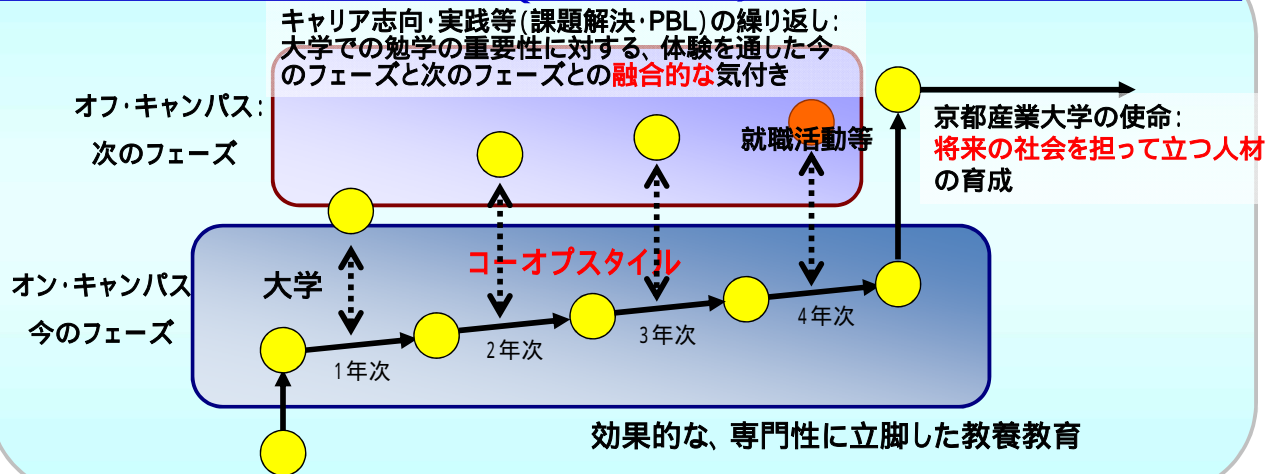 キャリア志向・実践等(課題解決・PBL)の繰り返し:
大学での勉学の重要性に対する、体験を通した今
のフェーズと次のフェーズとの融合的な気付き
オフ・キャンパス:
次のフェーズ
就職活動等
京都産業大学の使命:
将来の社会を担って立つ人材
の育成
オン・キャンパス
今のフェーズ
大学
コーオプスタイル
1年次
2年次
3年次
4年次
効果的な、専門性に立脚した教養教育